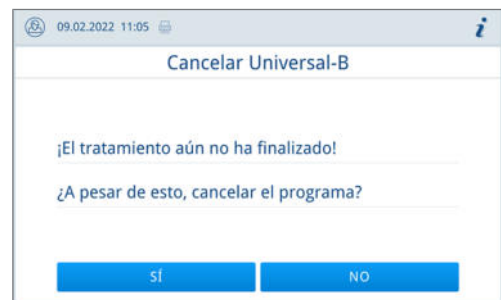 09.02.2022 11:05
Cancelar Universal-B
¡El tratamiento aún no ha finalizado!
¿A pesar de esto, cancelar el programa?
SÍ
NO